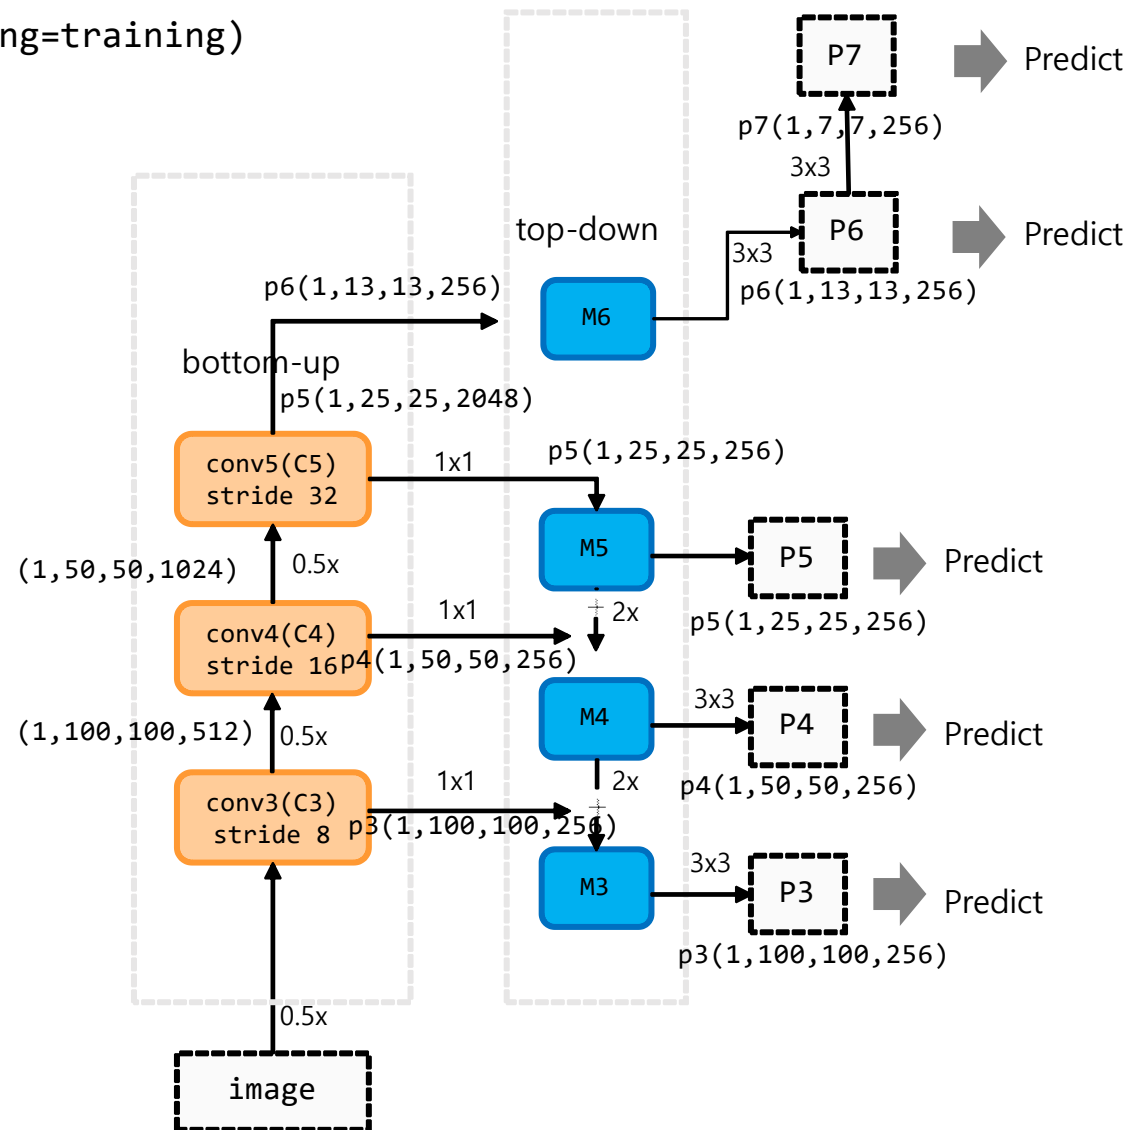 ng=training)
P7
Predict
p7(1,7,7,256)
3x3
top-down
P6
Predict
3x3
p6(1,13,13,256)
p6(1,13,13,256)
M6
bottom-up
p5(1,25,25,2048)
conv5(C5)
stride 32
1x1
p5(1,25,25,256)
M5
P5
Predict
(1,50,50,1024)
0.5x
2x
p5(1,25,25,256)
conv4(C4)
stride 16
1x1
p4(1,50,50,256)
M4
3x3
P4
Predict
(1,100,100,512)
0.5x
2x
p4(1,50,50,256)
conv3(C3)
stride 8
1x1
p3(1,100,100,256)
M3
3x3
P3
Predict
p3(1,100,100,256)
0.5x
image